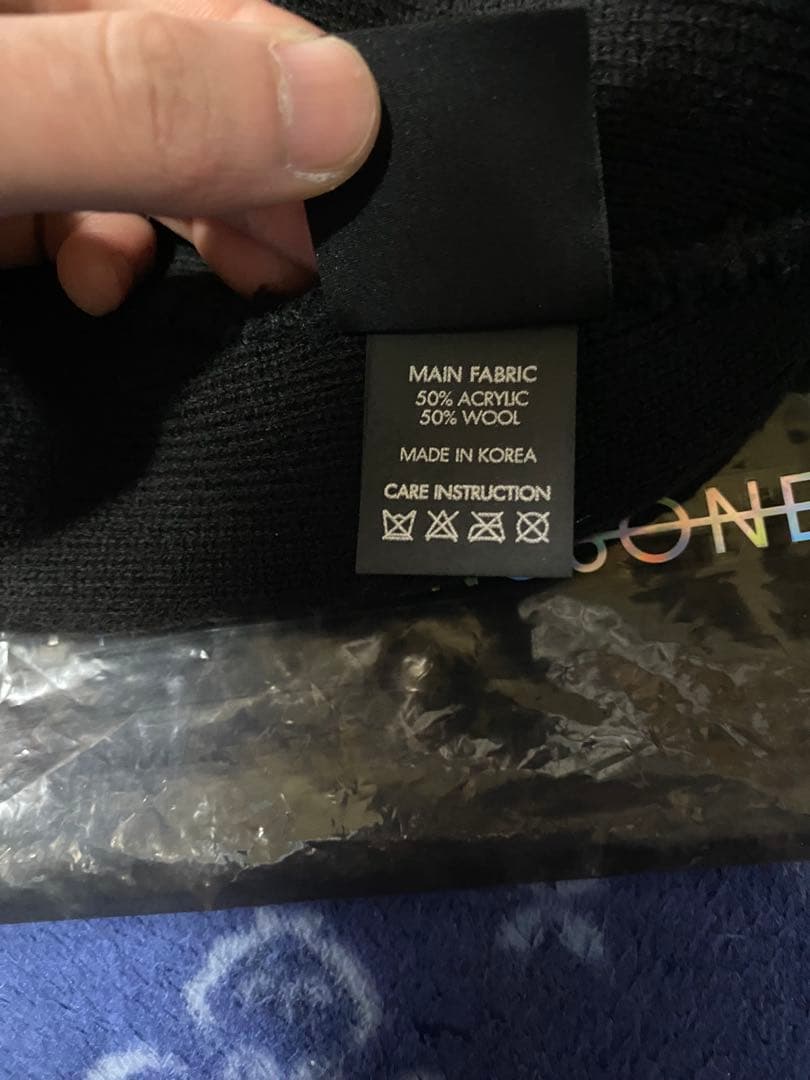 MAIN FABRIC
50% ACRYLIC
50% WOOL
MADE IN KOREA
CARE INSTRUCTION